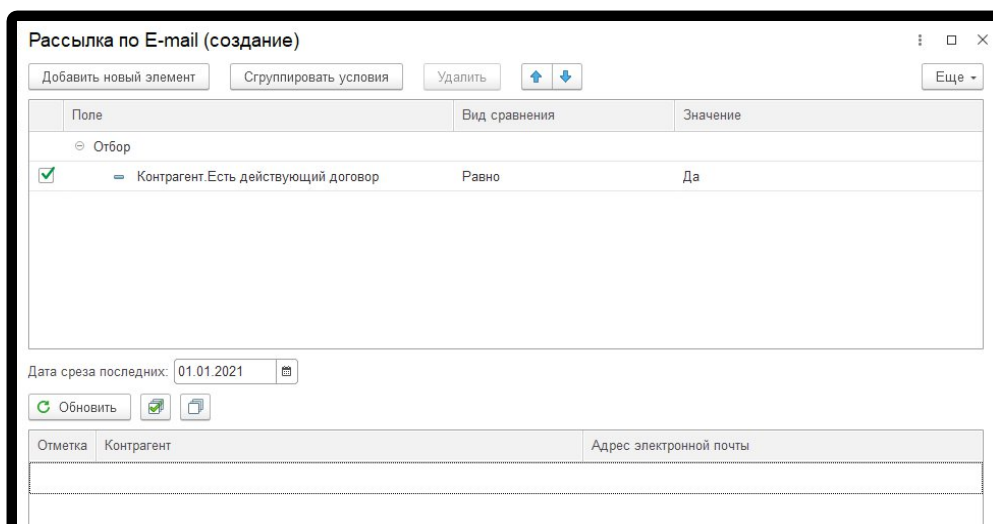 Рассылка по E-mail (создание)
Добавить новый элемент Сгруппировать условия Удалить Еще
Поле Вид сравнения Значение
Отбор
Контрагент.Есть действующий договор Равно Да
Дата среза последних: 01.01.2021
Обновить
Отметка Контрагент Адрес электронной почты